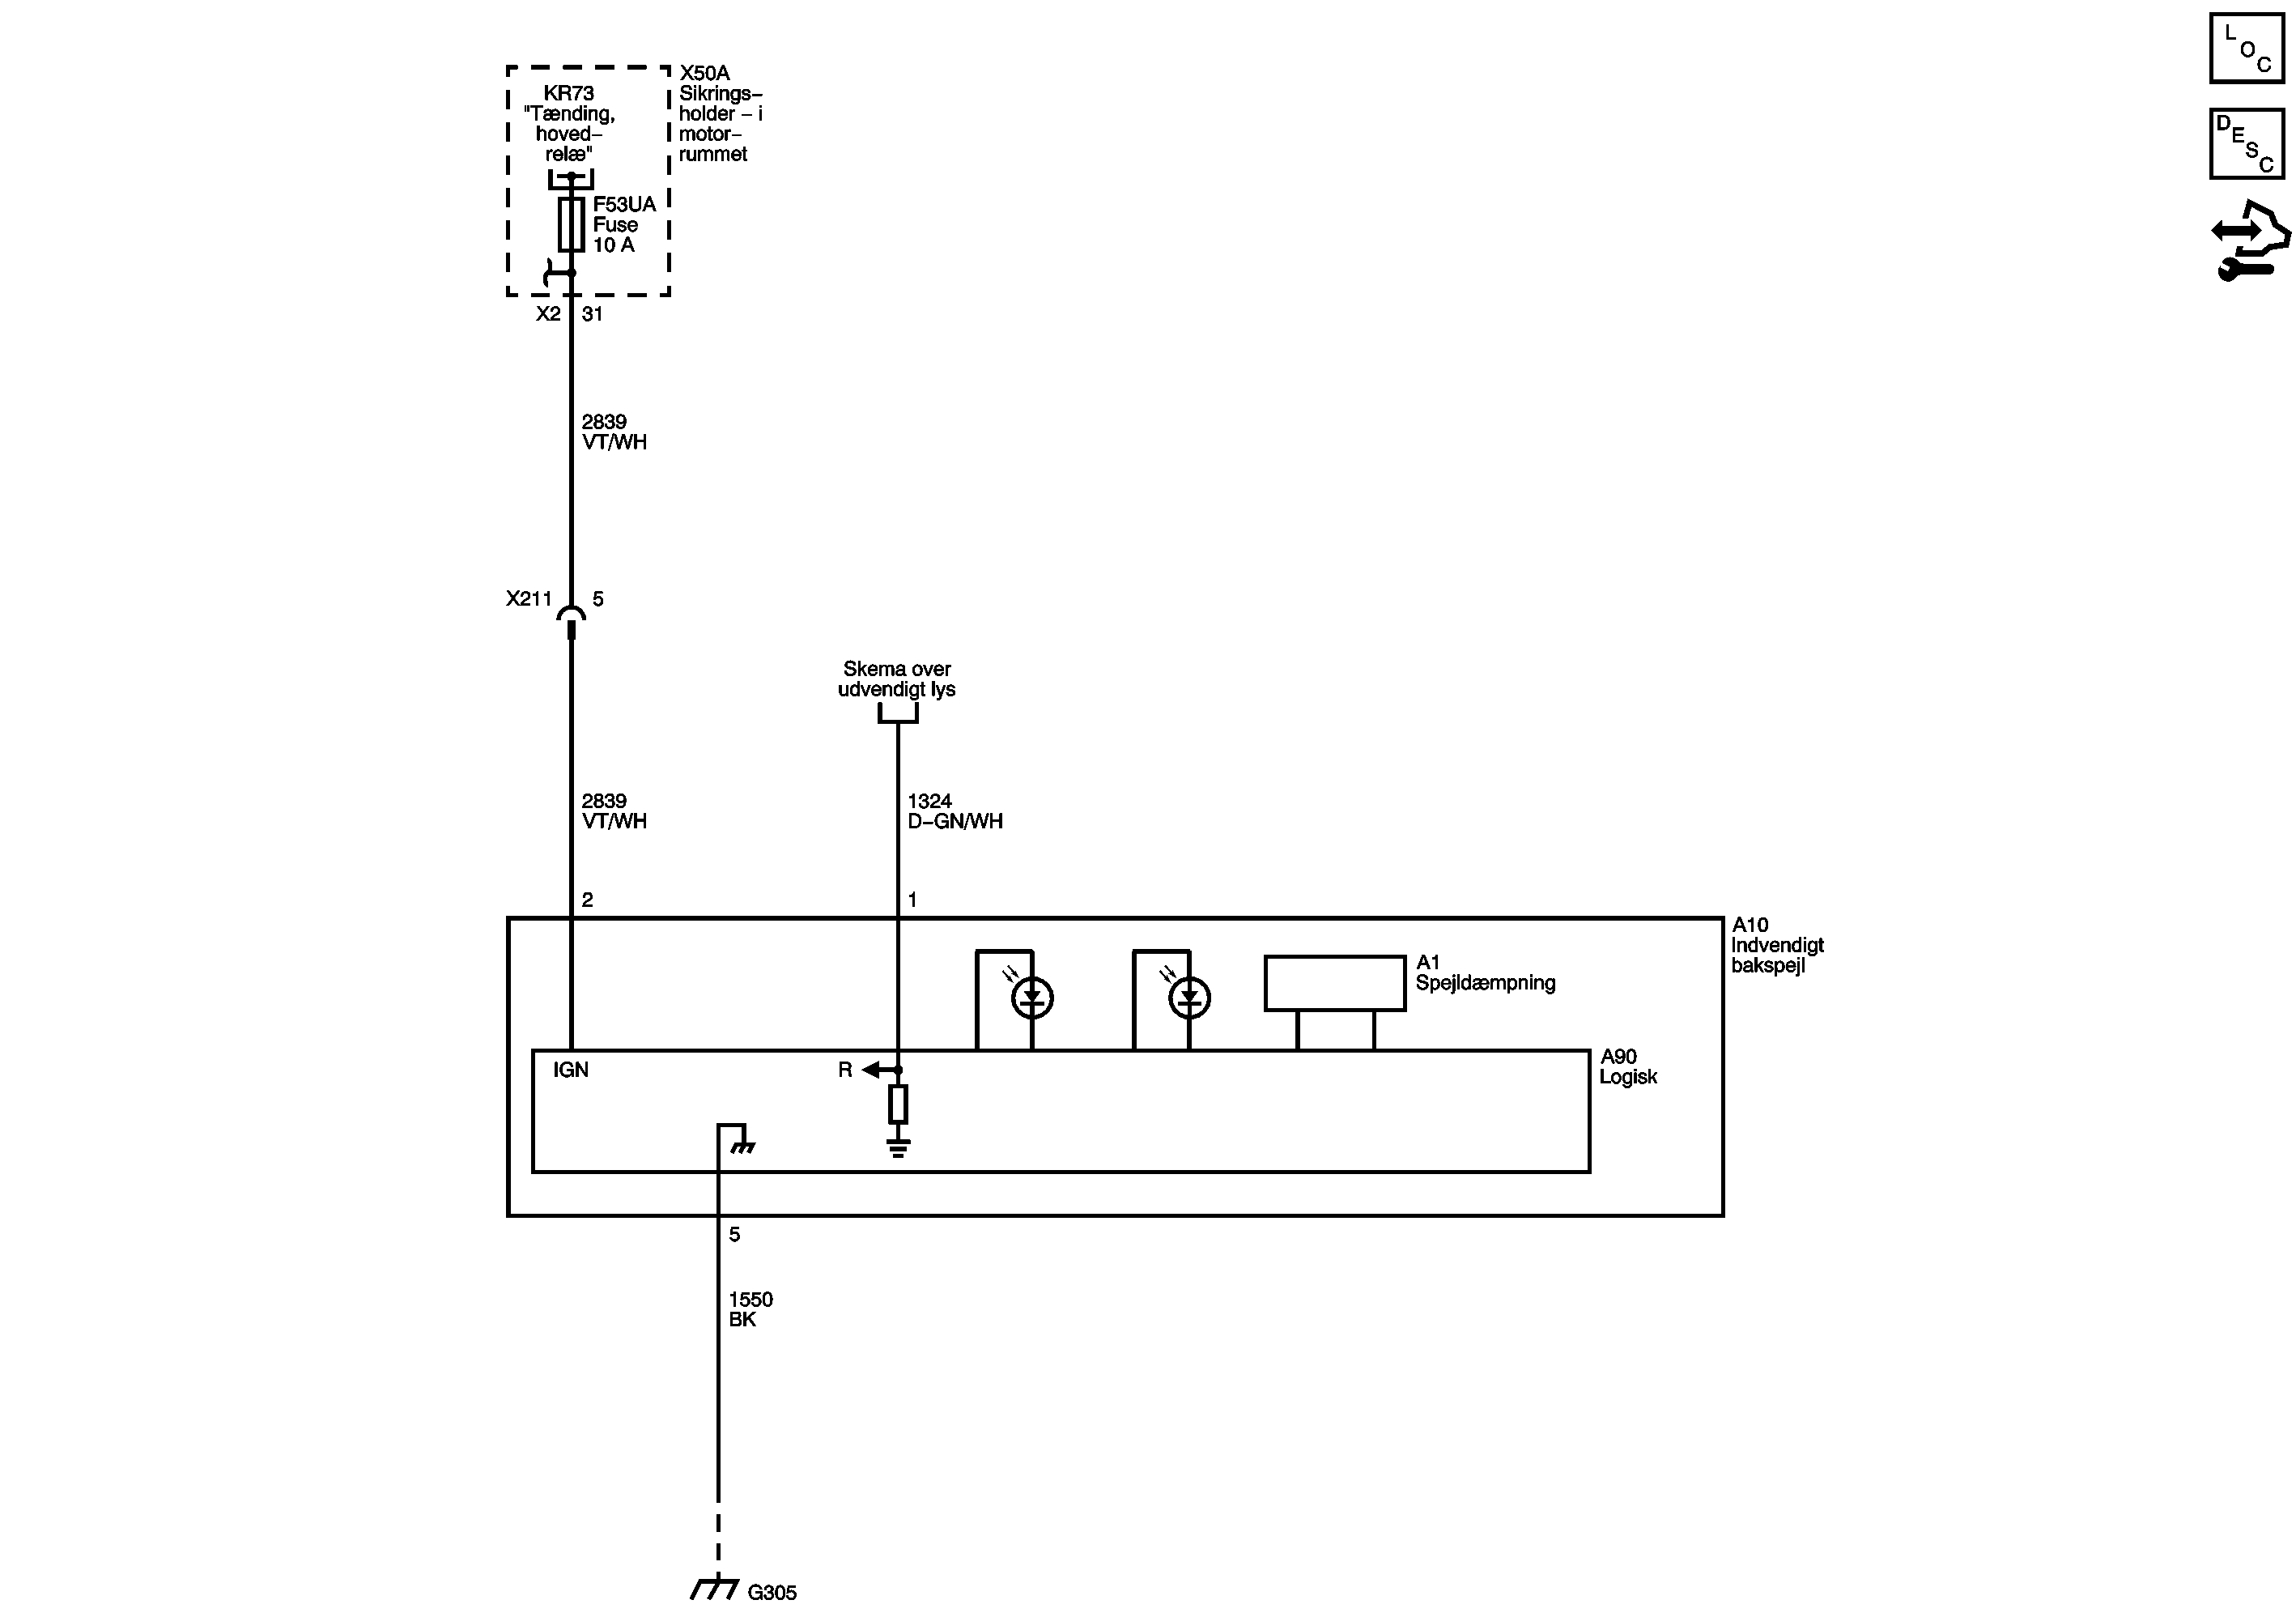 L
O
C
D
E
S
C
X50A
Sikrings–
holder – i
motor–
rummet
KR73
"Tænding,
hoved–
relæ"
F53UA
Fuse
10 A
X2 31
2839
VT/WH
X211 5
Skema over
udvendigt lys
2839
VT/WH
1324
D–GN/WH
2
1
A10
Indvendigt
bakspejl
A1
Spejldæmpning
A90
Logisk
IGN
R
5
1550
BK
G305